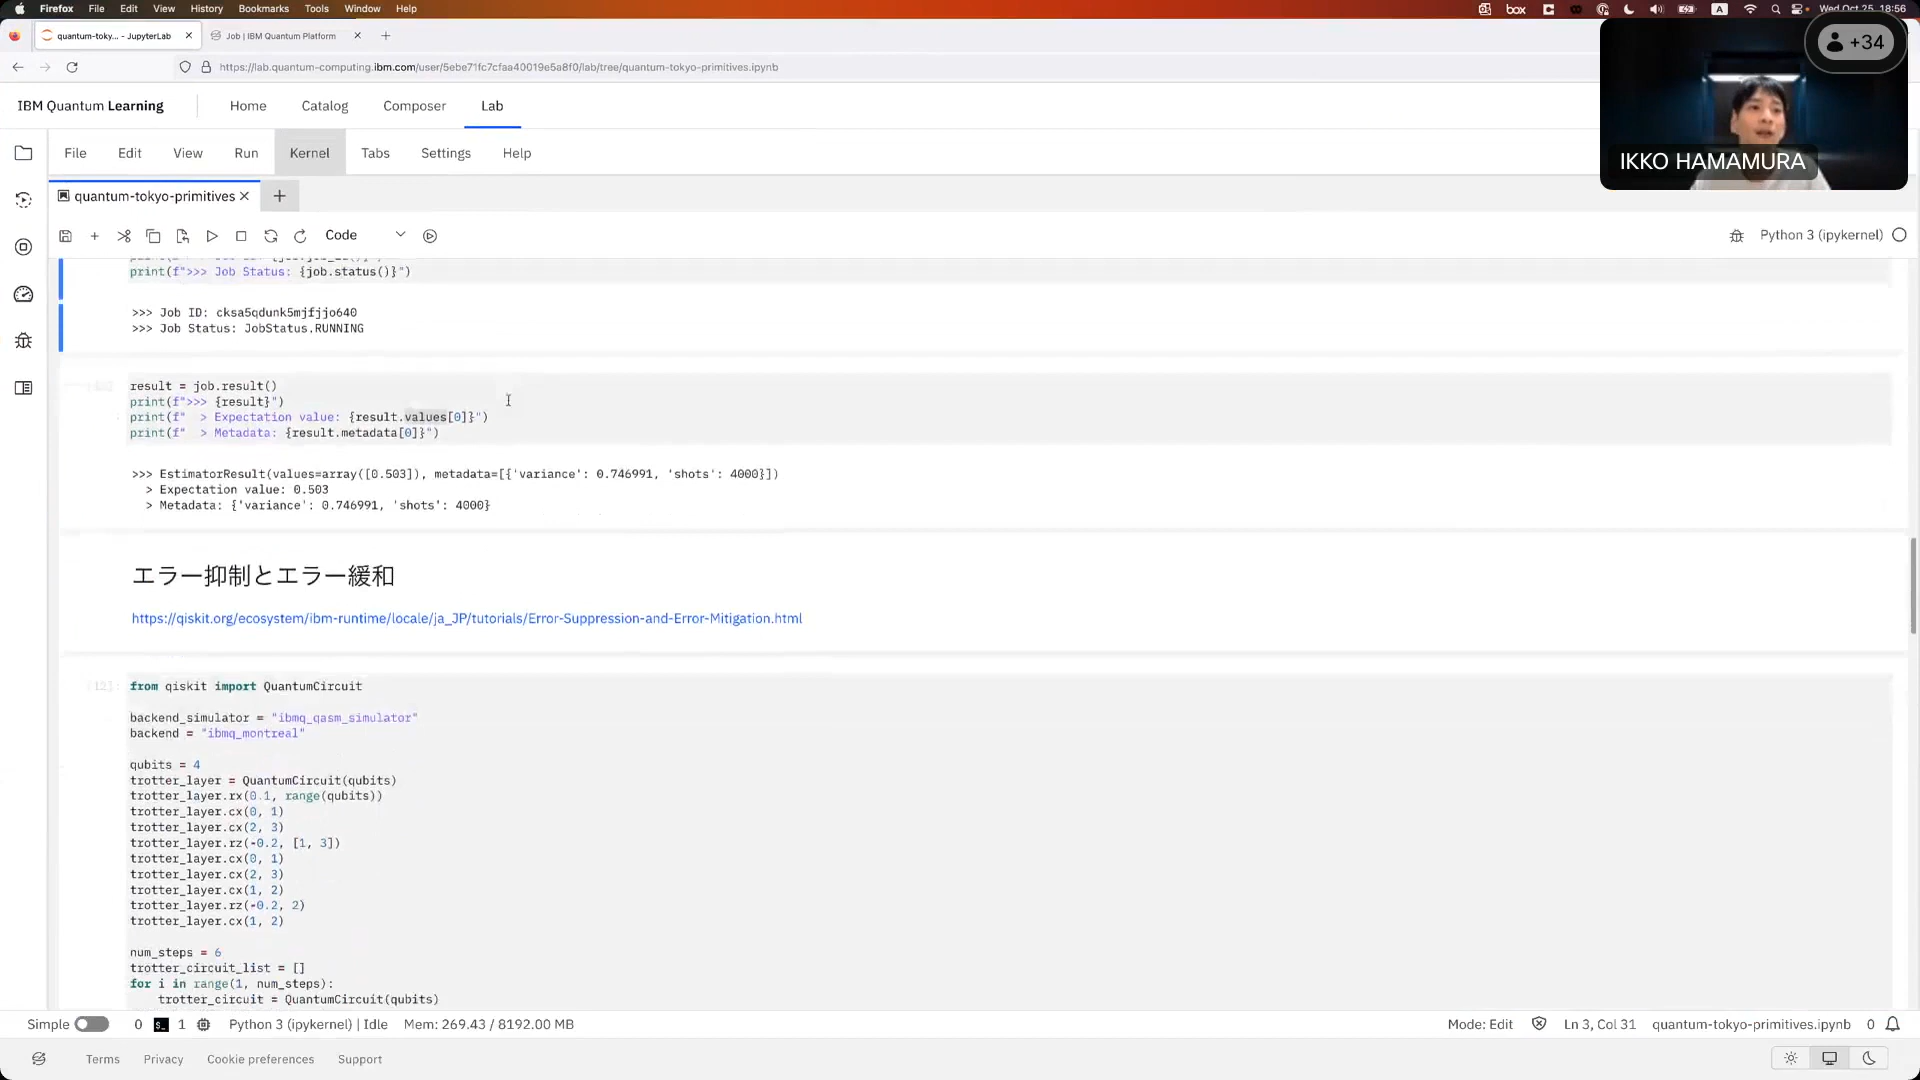 Firefox File Edit View History Bookmarks Tools Window Help
box
A
Wed Oct 25 18:56
quantum-toky... - JupyterLab
Job | IBM Quantum Platform
+34
https://lab.quantum-computing.ibm.com/user/5ebe71fc7cfaa40019e5a8f0/lab/tree/quantum-tokyo-primitives.ipynb
IBM Quantum Learning
Home Catalog Composer Lab
IKKO HAMAMURA
File Edit View Run Kernel Tabs Settings Help
quantum-tokyo-primitives
Code
Python 3 (ipykernel)
print(f">>> Job Status: {job.status()}")
>>> Job ID: cksa5qdunk5mjfjjo640
>>> Job Status: JobStatus.RUNNING
result = job.result()
print(f">>> {result}")
print(f"  > Expectation value: {result.values[0]}")
print(f"  > Metadata: {result.metadata[0]}")
>>> EstimatorResult(values=array([0.503]), metadata=[{'variance': 0.746991, 'shots': 4000}])
  > Expectation value: 0.503
  > Metadata: {'variance': 0.746991, 'shots': 4000}
エラー抑制とエラー緩和
https://qiskit.org/ecosystem/ibm-runtime/locale/ja_JP/tutorials/Error-Suppression-and-Error-Mitigation.html
[12]:
from qiskit import QuantumCircuit
backend_simulator = "ibmq_qasm_simulator"
backend = "ibmq_montreal"
qubits = 4
trotter_layer = QuantumCircuit(qubits)
trotter_layer.rx(0.1, range(qubits))
trotter_layer.cx(0, 1)
trotter_layer.cx(2, 3)
trotter_layer.rz(-0.2, [1, 3])
trotter_layer.cx(0, 1)
trotter_layer.cx(2, 3)
trotter_layer.cx(1, 2)
trotter_layer.rz(-0.2, 2)
trotter_layer.cx(1, 2)
num_steps = 6
trotter_circuit_list = []
for i in range(1, num_steps):
    trotter_circuit = QuantumCircuit(qubits)
Simple 0 1 Python 3 (ipykernel) | Idle Mem: 269.43 / 8192.00 MB
Mode: Edit Ln 3, Col 31 quantum-tokyo-primitives.ipynb 0
Terms Privacy Cookie preferences Support